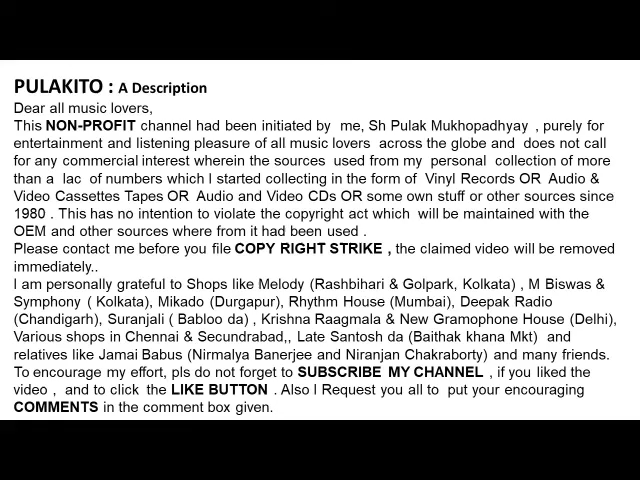 PULAKITO : A Description
Dear all music lovers,
This NON-PROFIT channel had been initiated by me, Sh Pulak Mukhopadhyay , purely for
entertainment and listening pleasure of all music lovers across the globe and does not call
for any commercial interest wherein the sources used from my personal collection of more
than a lac of numbers which I started collecting in the form of Vinyl Records OR Audio &
Video Cassettes Tapes OR Audio and Video CDs OR some own stuff or other sources since
1980 . This has no intention to violate the copyright act which will be maintained with the
OEM and other sources where from it had been used .
Please contact me before you file COPY RIGHT STRIKE , the claimed video will be removed
immediately..
I am personally grateful to Shops like Melody (Rashbihari & Golpark, Kolkata) , M Biswas &
Symphony ( Kolkata), Mikado (Durgapur), Rhythm House (Mumbai), Deepak Radio
(Chandigarh), Suranjali ( Babloo da) , Krishna Raagmala & New Gramophone House (Delhi),
Various shops in Chennai & Secundrabad,, Late Santosh da (Baithak khana Mkt) and
relatives like Jamai Babus (Nirmalya Banerjee and Niranjan Chakraborty) and many friends.
To encourage my effort, pls do not forget to SUBSCRIBE MY CHANNEL , if you liked the
video , and to click the LIKE BUTTON . Also I Request you all to put your encouraging
COMMENTS in the comment box given.